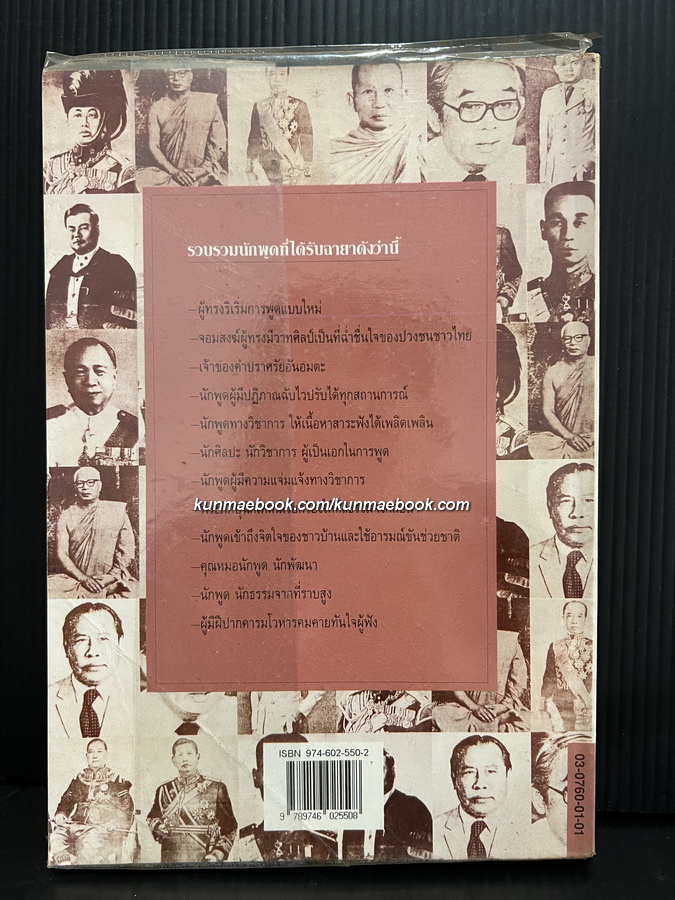 รวบรวมนักพูดที่ได้รับฉายาดังว่านี้
–ผู้ทรงริเริ่มการพูดแบบใหม่
–จอมสงฆ์ผู้ทรงมีวาทศิลป์เป็นที่ฉ่ำชื่นใจของปวงชนชาวไทย
–เจ้าของคำปราศรัยอันอมตะ
–นักพูดผู้มีปฏิภาณฉับไวปรับได้ทุกสถานการณ์
–นักพูดทางวิชาการ ให้เนื้อหาสาระฟังได้เพลิดเพลิน
–นักศิลปะ นักวิชาการ ผู้เป็นเอกในการพูด
–นักพูดผู้มีความแจ่มแจ้งทางวิชาการ
kunmaebook.com/kunmaebook.com
–นักพูดเข้าถึงจิตใจของชาวบ้านและใช้อารมณ์ขันช่วยชาติ
–คุณหมอนักพูด นักพัฒนา
–นักพูด นักธรรมจากที่ราบสูง
–ผู้มีฝีปากคารมโวหารคมคายทันใจผู้ฟัง
ISBN 974-602-550-2
9 789746 025508
03-0760-01-01